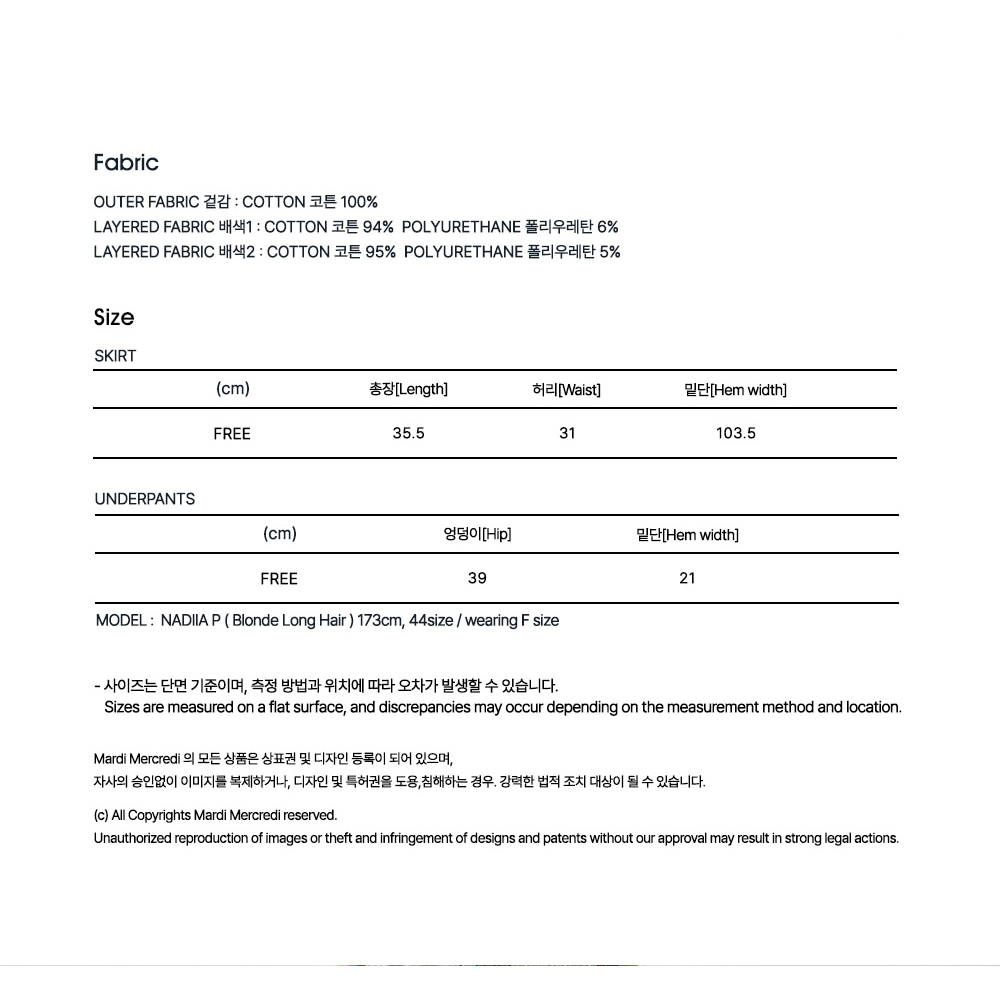 Fabric
OUTER FABRIC 겉감 : COTTON 코튼 100%
LAYERED FABRIC 배색1 : COTTON 코튼 94% POLYURETHANE 폴리우레탄 6%
LAYERED FABRIC 배색2 : COTTON 코튼 95% POLYURETHANE 폴리우레탄 5%
Size
SKIRT
(cm) 총장[Length] 허리[Waist] 밑단[Hem width]
FREE 35.5 31 103.5
UNDERPANTS
(cm) 엉덩이[Hip] 밑단[Hem width]
FREE 39 21
MODEL : NADIIA P ( Blonde Long Hair ) 173cm, 44size / wearing F size
- 사이즈는 단면 기준이며, 측정 방법과 위치에 따라 오차가 발생할 수 있습니다.
Sizes are measured on a flat surface, and discrepancies may occur depending on the measurement method and location.
Mardi Mercredi 의 모든 상품은 상표권 및 디자인 등록이 되어 있으며,
자사의 승인없이 이미지를 복제하거나, 디자인 및 특허권을 도용,침해하는 경우. 강력한 법적 조치 대상이 될 수 있습니다.
(c) All Copyrights Mardi Mercredi reserved.
Unauthorized reproduction of images or theft and infringement of designs and patents without our approval may result in strong legal actions.